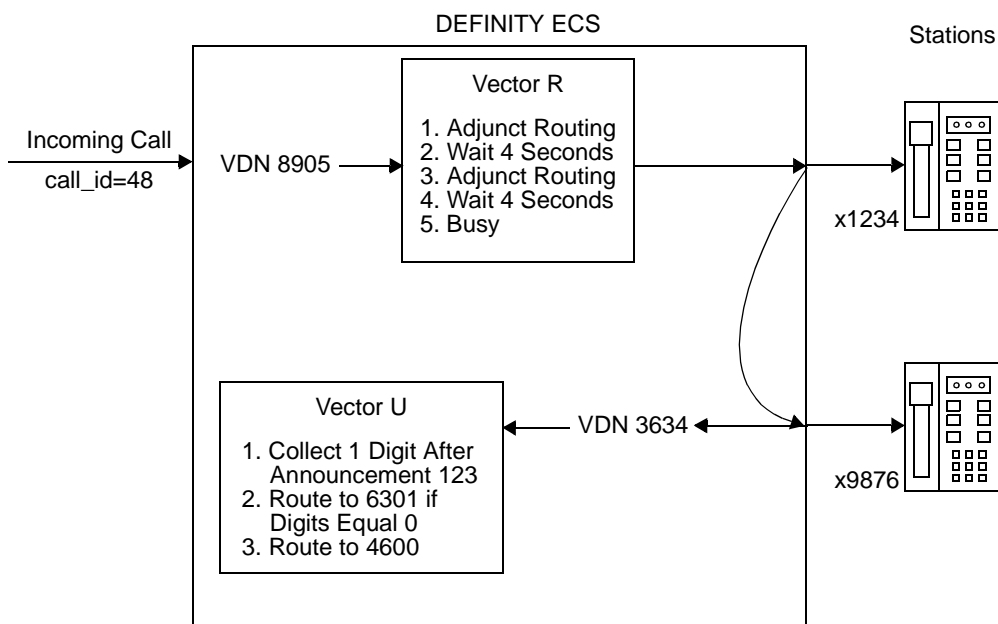 DEFINITY ECS
Stations
Incoming Call
call_id=48
VDN 8905
Vector R
1. Adjunct Routing
2. Wait 4 Seconds
3. Adjunct Routing
4. Wait 4 Seconds
5. Busy
x1234
Vector U
1. Collect 1 Digit After
Announcement 123
2. Route to 6301 if
Digits Equal 0
3. Route to 4600
VDN 3634
x9876